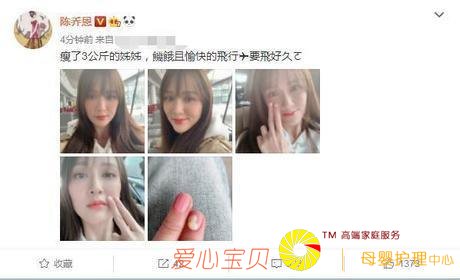 陈乔恩
4分钟前 来自
瘦了3公斤的姊姊，饑餓且愉快的飛行✈要飛好久ㄛ
TM 高端家庭服务
爱心宝贝
母婴护理中心
收藏
1373